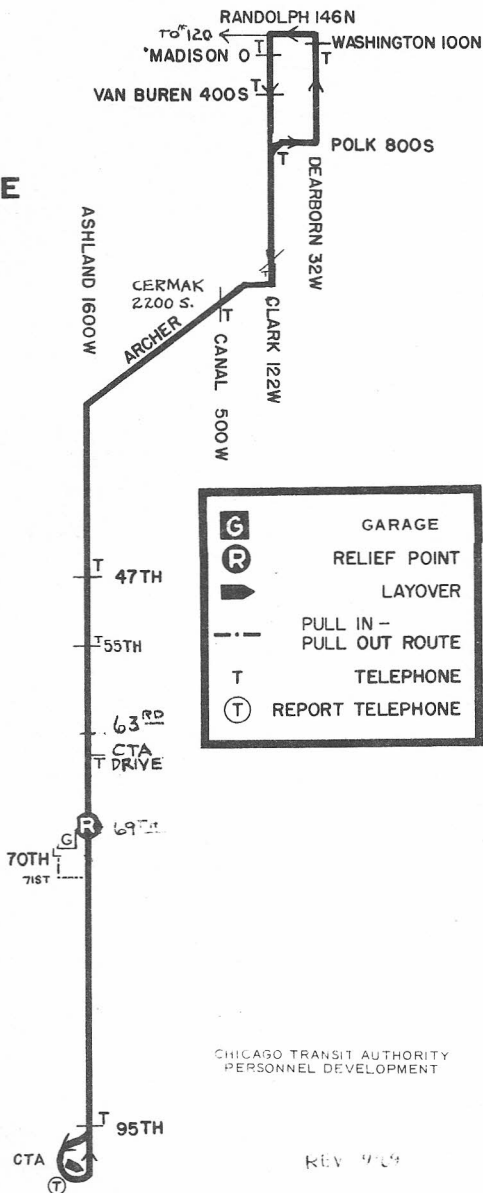 RANDOLPH 146N
TO # 120
T
WASHINGTON 100N
T
MADISON 0
T
VAN BUREN 400S
T
POLK 800S
E
DEARBORN 32W
ASHLAND 1600W
CERMAK
2200 S.
ARCHER
T
CANAL 500W
CLARK 122W
G GARAGE
R RELIEF POINT
LAYOVER
PULL IN -
PULL OUT ROUTE
T TELEPHONE
T REPORT TELEPHONE
T 47TH
T 55TH
63RD
CTA
T DRIVE
R 69TH
G
70TH
71ST
CHICAGO TRANSIT AUTHORITY
PERSONNEL DEVELOPMENT
T 95TH
CTA
T
REV